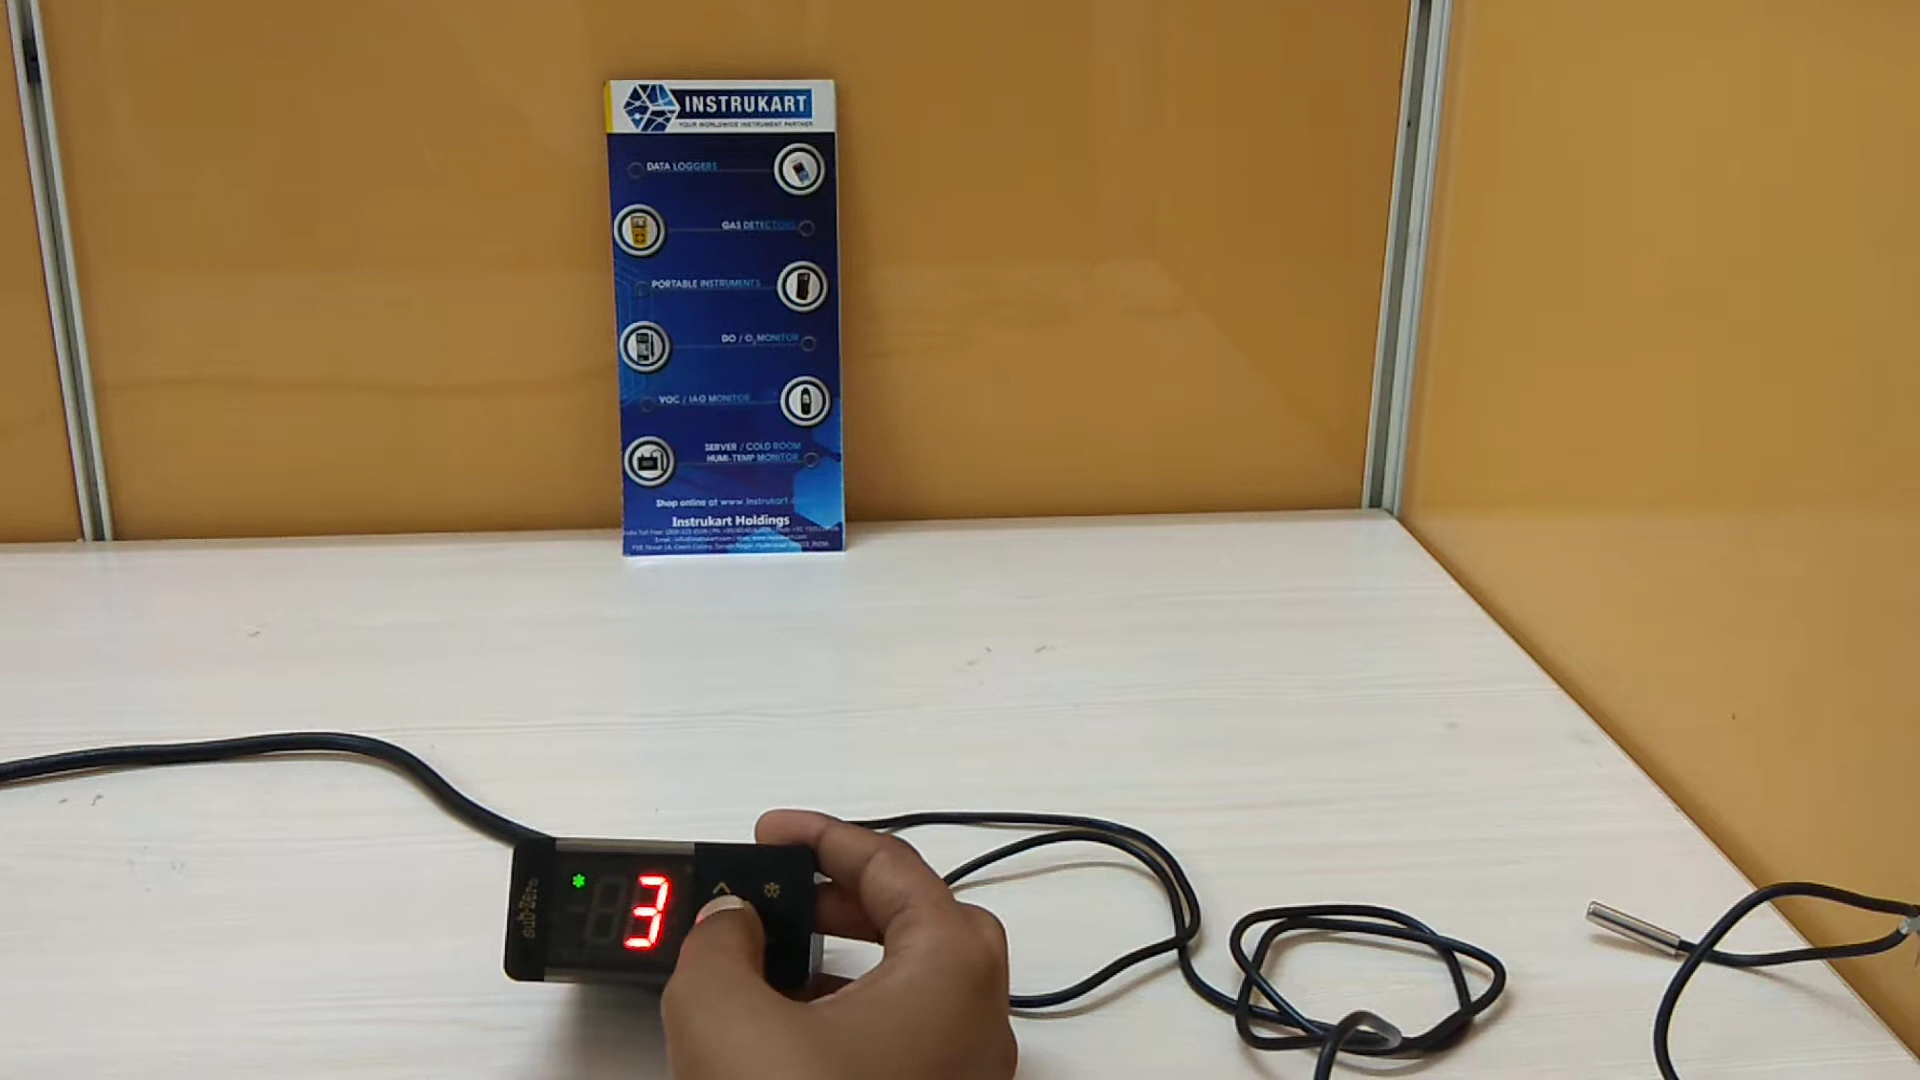 INSTRUKART
YOUR WORLDWIDE INSTRUMENT PARTNER
DATA LOGGERS
GAS DETECTORS
PORTABLE INSTRUMENTS
DO / O₂ MONITOR
VOC / IAQ MONITOR
SERVER / COLD ROOM
HUMI-TEMP MONITOR
Shop online at www.instrukart.
Instrukart Holdings
sub-Zero
3